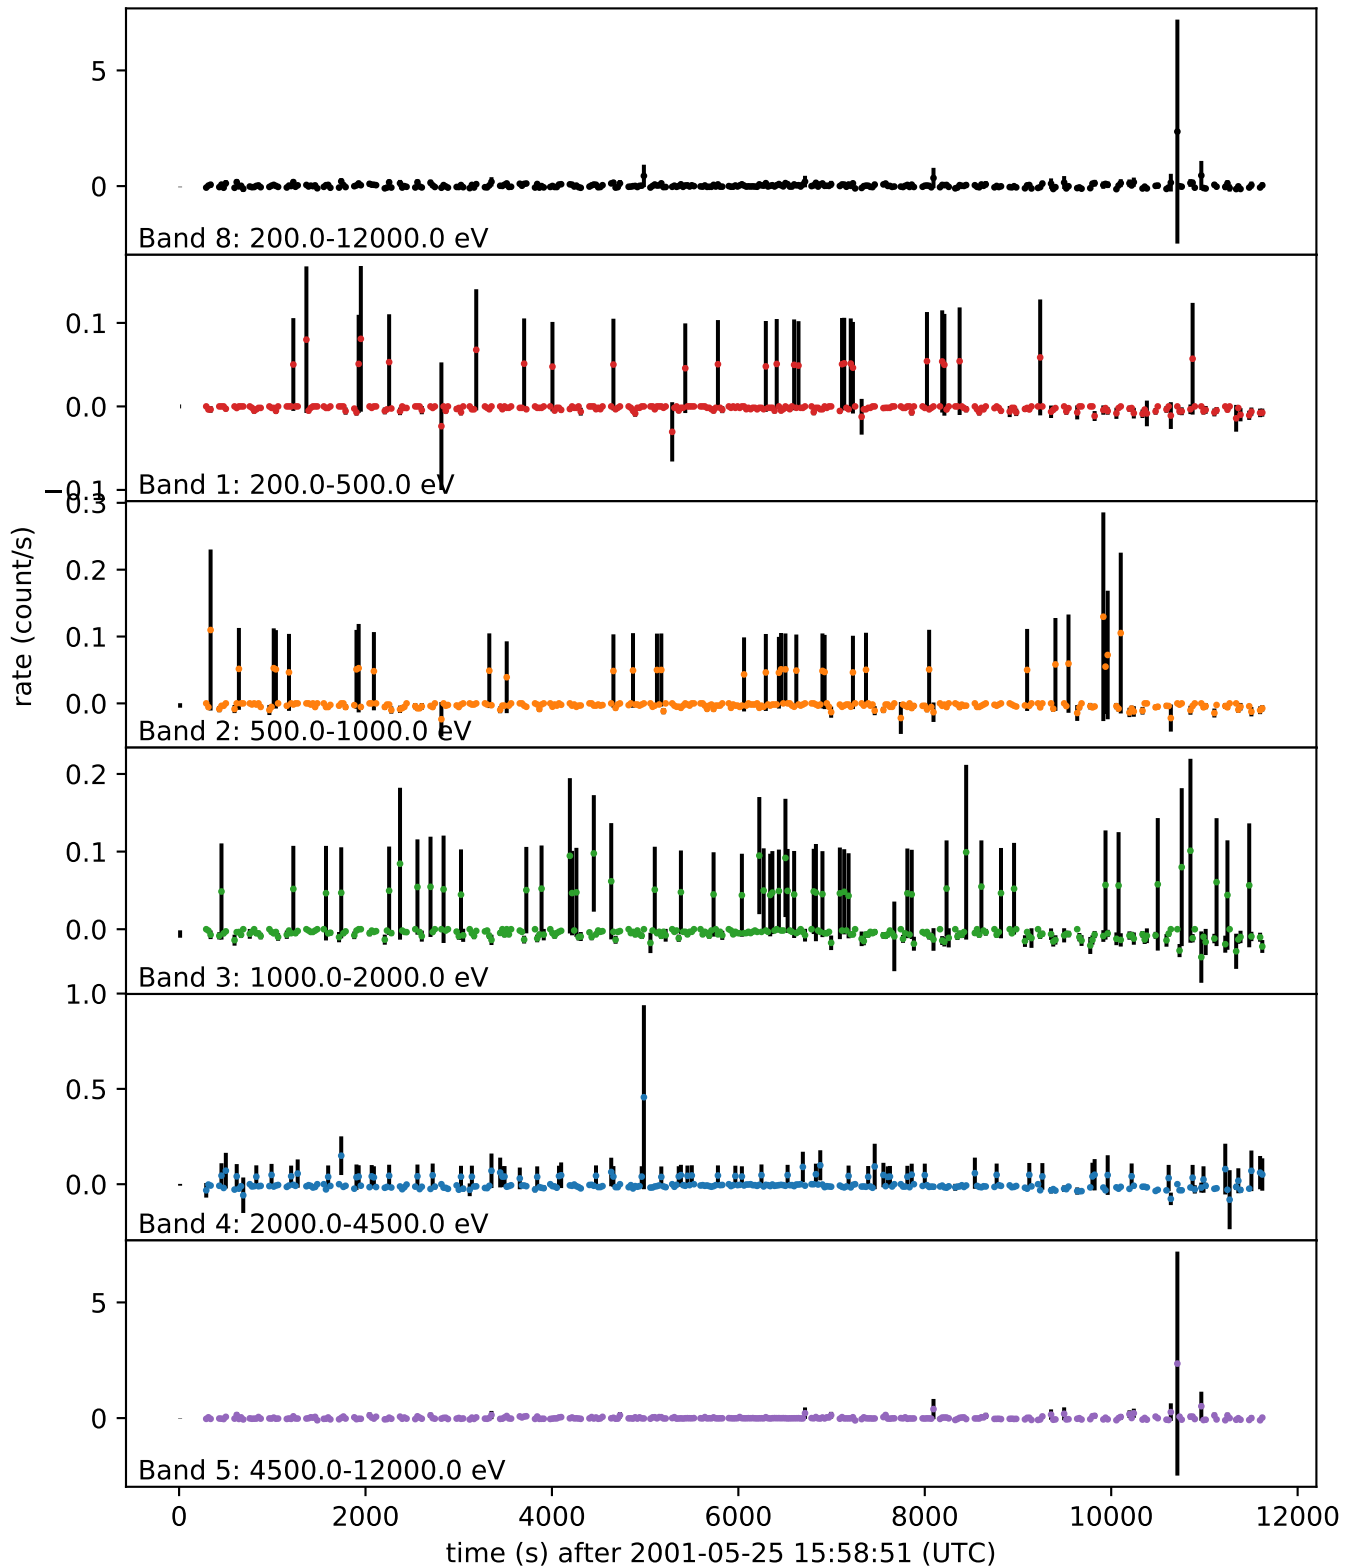 5
0
Band 8: 200.0-12000.0 eV
0.1
0.0
−0.1
Band 1: 200.0-500.0 eV
0.3
0.2
0.1
0.0
Band 2: 500.0-1000.0 eV
rate (count/s)
0.2
0.1
0.0
Band 3: 1000.0-2000.0 eV
1.0
0.5
0.0
Band 4: 2000.0-4500.0 eV
5
0
Band 5: 4500.0-12000.0 eV
0 2000 4000 6000 8000 10000 12000
time (s) after 2001-05-25 15:58:51 (UTC)